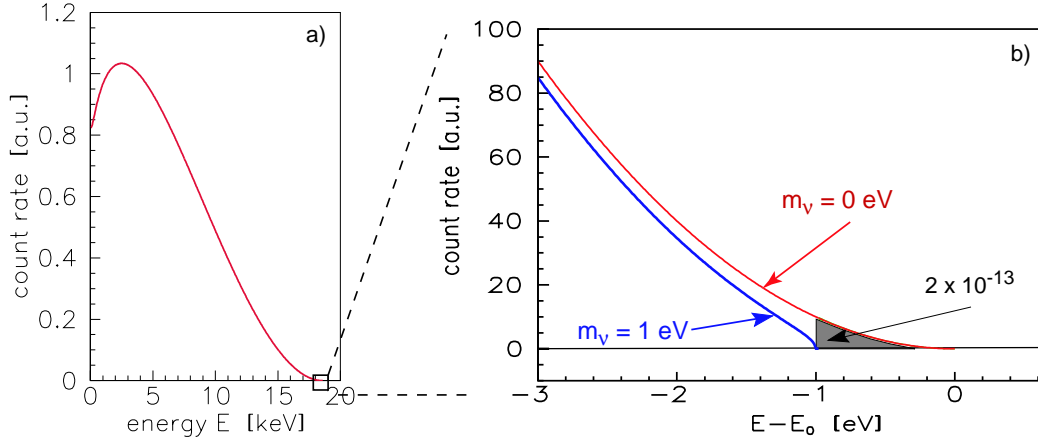 a)
count rate [a.u.]
1.2
1
0.8
0.6
0.4
0.2
0
0 5 10 15 20
energy E [keV]
b)
count rate [a.u.]
100
80
60
40
20
0
mν = 0 eV
2 x 10-13
mν = 1 eV
−3 −2 −1 0
E−Eo [eV]